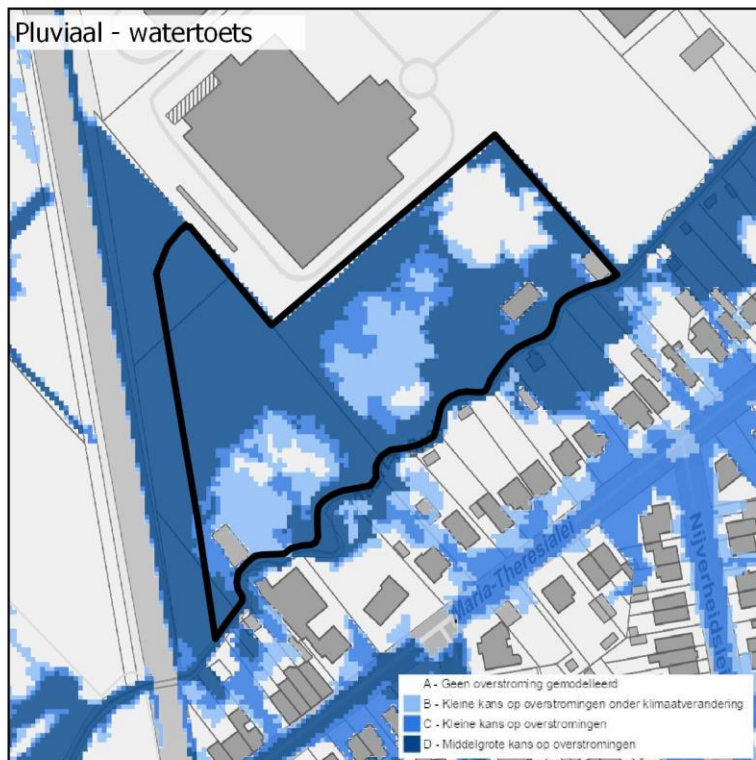 Pluviaal - watertoets
Maria-Theresialei
Nijverheidslei
A - Geen overstroming gemodelleerd
B - Kleine kans op overstromingen onder klimaatverandering
C - Kleine kans op overstromingen
D - Middelgrote kans op overstromingen